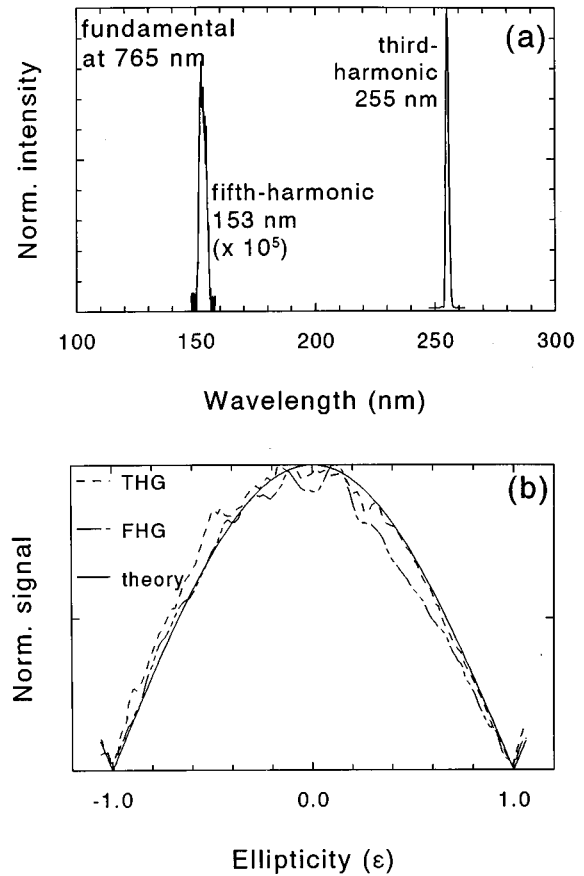 fundamental
at 765 nm
(a)
third-
harmonic
255 nm
fifth-harmonic
153 nm
(x 10⁵)
Norm. intensity
100 150 200 250 300
Wavelength (nm)
(b)
THG
FHG
theory
Norm. signal
-1.0 0.0 1.0
Ellipticity (ε)